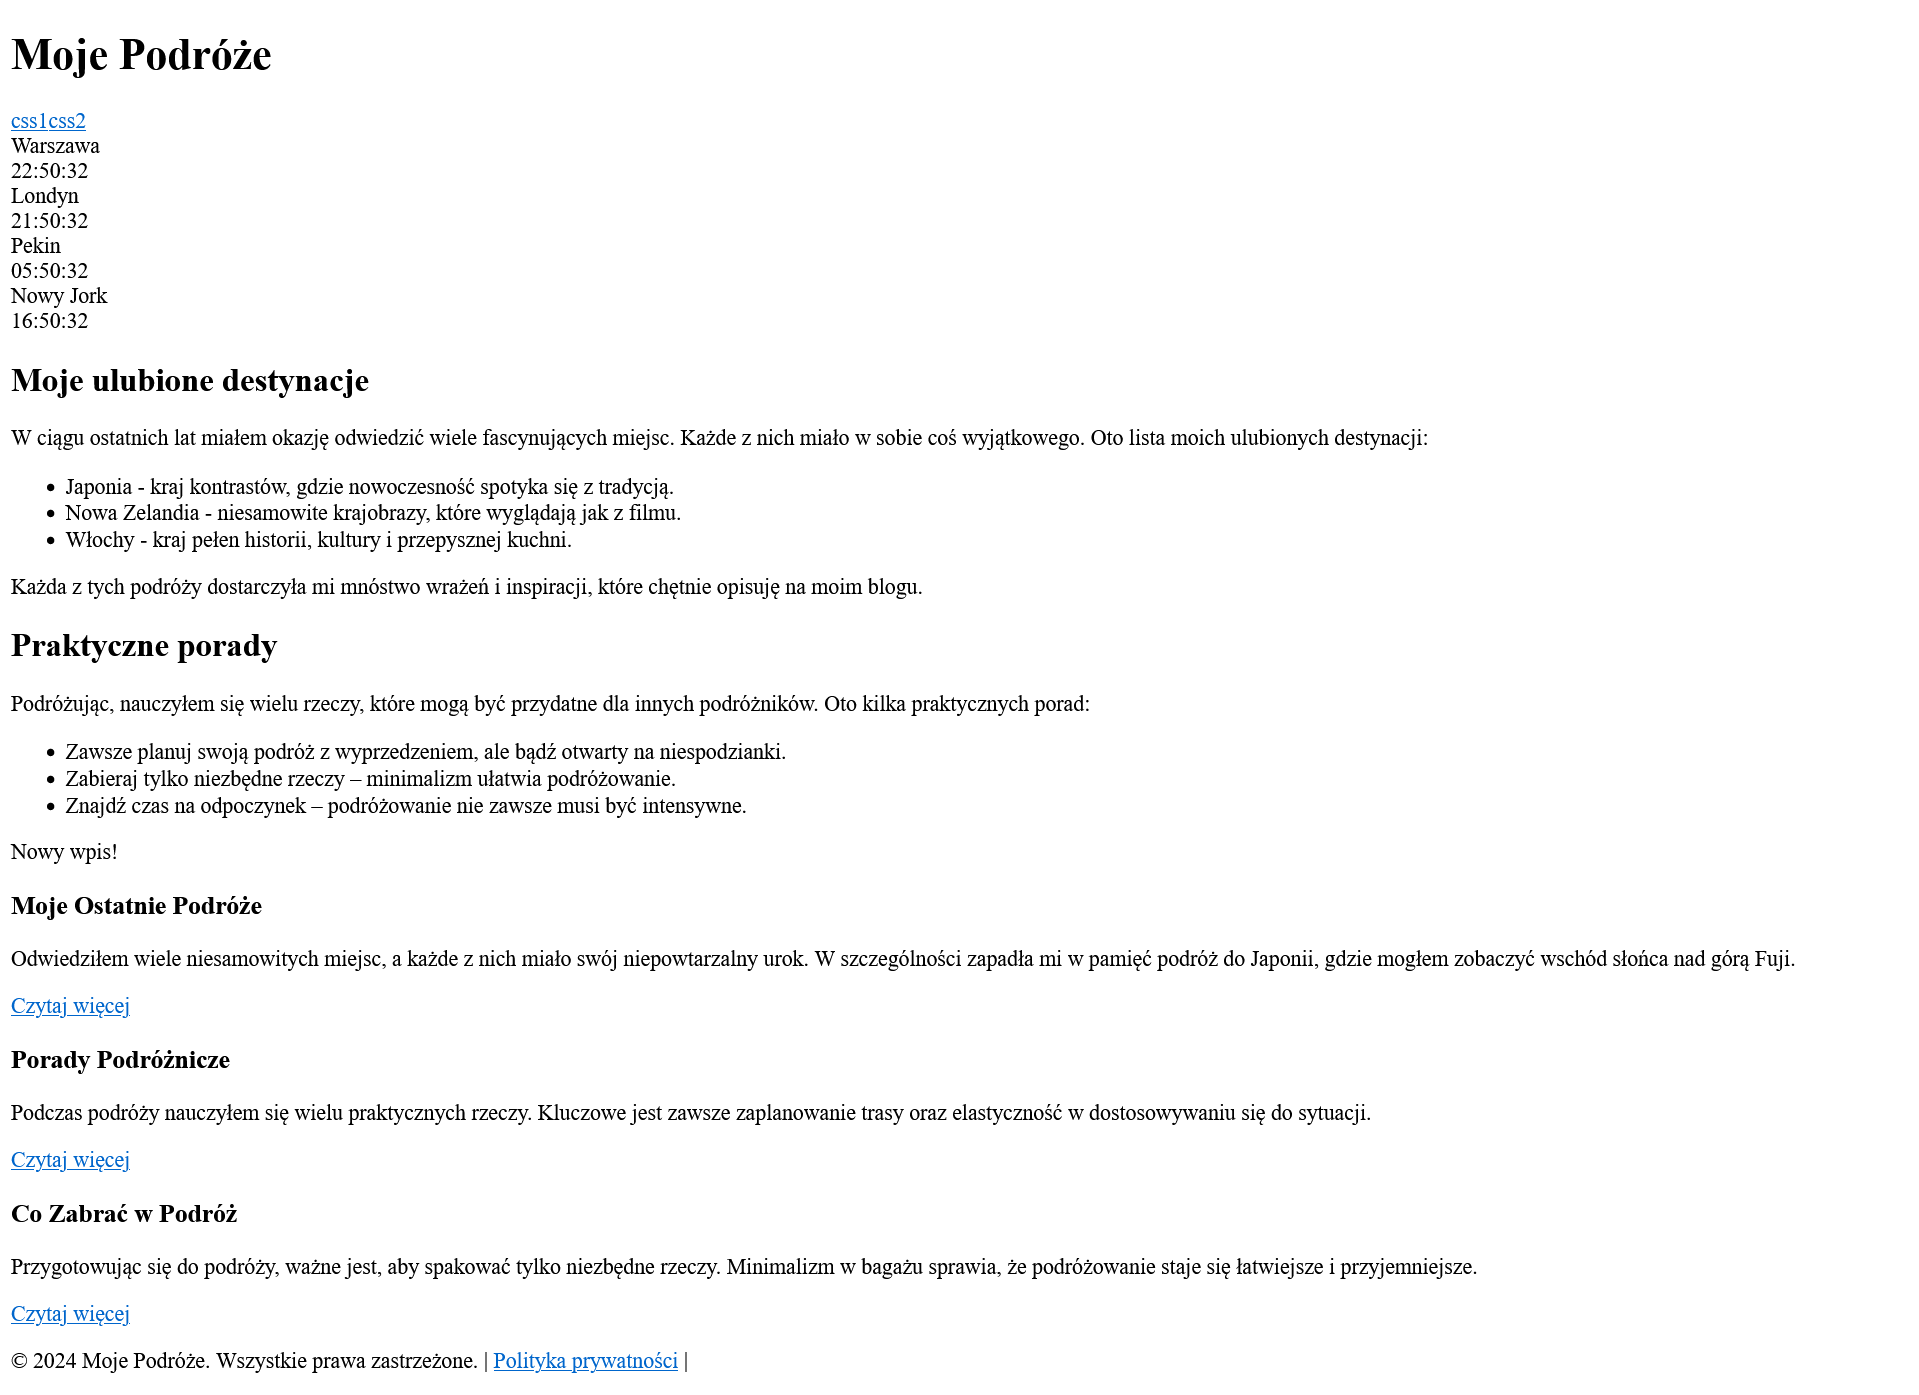 Moje Podróże
css1css2
Warszawa
22:50:32
Londyn
21:50:32
Pekin
05:50:32
Nowy Jork
16:50:32
Moje ulubione destynacje
W ciągu ostatnich lat miałem okazję odwiedzić wiele fascynujących miejsc. Każde z nich miało w sobie coś wyjątkowego. Oto lista moich ulubionych destynacji:
• Japonia - kraj kontrastów, gdzie nowoczesność spotyka się z tradycją.
• Nowa Zelandia - niesamowite krajobrazy, które wyglądają jak z filmu.
• Włochy - kraj pełen historii, kultury i przepysznej kuchni.
Każda z tych podróży dostarczyła mi mnóstwo wrażeń i inspiracji, które chętnie opisuję na moim blogu.
Praktyczne porady
Podróżując, nauczyłem się wielu rzeczy, które mogą być przydatne dla innych podróżników. Oto kilka praktycznych porad:
• Zawsze planuj swoją podróż z wyprzedzeniem, ale bądź otwarty na niespodzianki.
• Zabieraj tylko niezbędne rzeczy – minimalizm ułatwia podróżowanie.
• Znajdź czas na odpoczynek – podróżowanie nie zawsze musi być intensywne.
Nowy wpis!
Moje Ostatnie Podróże
Odwiedziłem wiele niesamowitych miejsc, a każde z nich miało swój niepowtarzalny urok. W szczególności zapadła mi w pamięć podróż do Japonii, gdzie mogłem zobaczyć wschód słońca nad górą Fuji.
Czytaj więcej
Porady Podróżnicze
Podczas podróży nauczyłem się wielu praktycznych rzeczy. Kluczowe jest zawsze zaplanowanie trasy oraz elastyczność w dostosowywaniu się do sytuacji.
Czytaj więcej
Co Zabrać w Podróż
Przygotowując się do podróży, ważne jest, aby spakować tylko niezbędne rzeczy. Minimalizm w bagażu sprawia, że podróżowanie staje się łatwiejsze i przyjemniejsze.
Czytaj więcej
© 2024 Moje Podróże. Wszystkie prawa zastrzeżone. | Polityka prywatności |